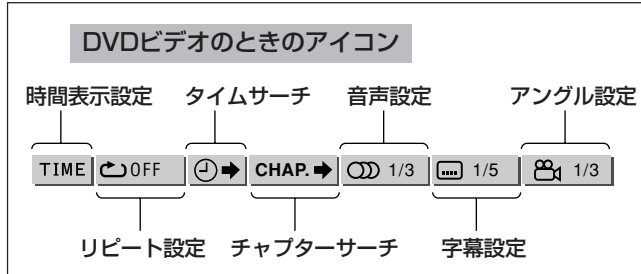 DVDビデオのときのアイコン
時間表示設定 タイムサーチ 音声設定 アングル設定
TIME OFF CHAP. 1/3 1/5 1/3
リピート設定 チャプターサーチ 字幕設定